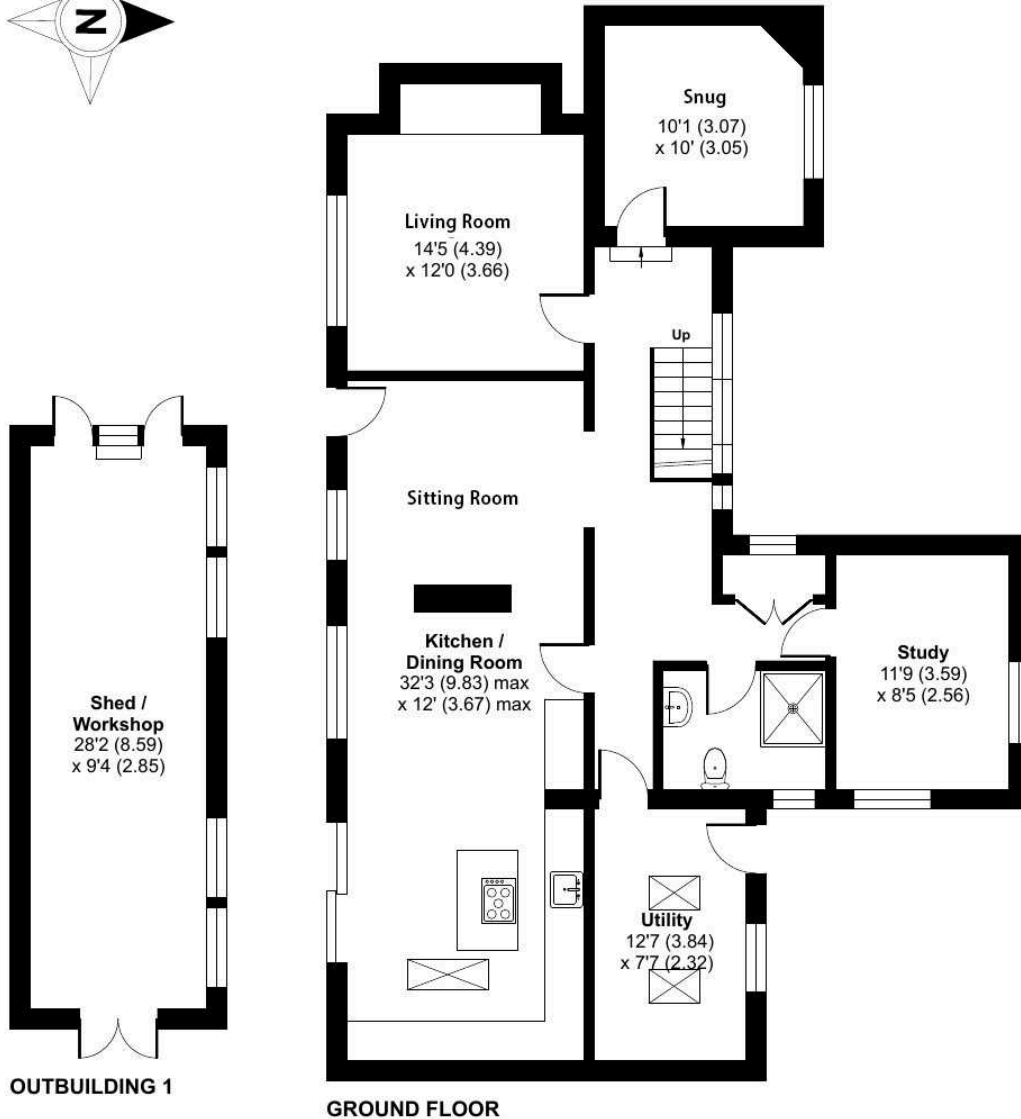 N
Snug
10'1 (3.07)
x 10' (3.05)
Living Room
14'5 (4.39)
x 12'0 (3.66)
Up
Sitting Room
Kitchen /
Dining Room
32'3 (9.83) max
x 12' (3.67) max
Study
11'9 (3.59)
x 8'5 (2.56)
Shed /
Workshop
28'2 (8.59)
x 9'4 (2.85)
Utility
12'7 (3.84)
x 7'7 (2.32)
OUTBUILDING 1
GROUND FLOOR